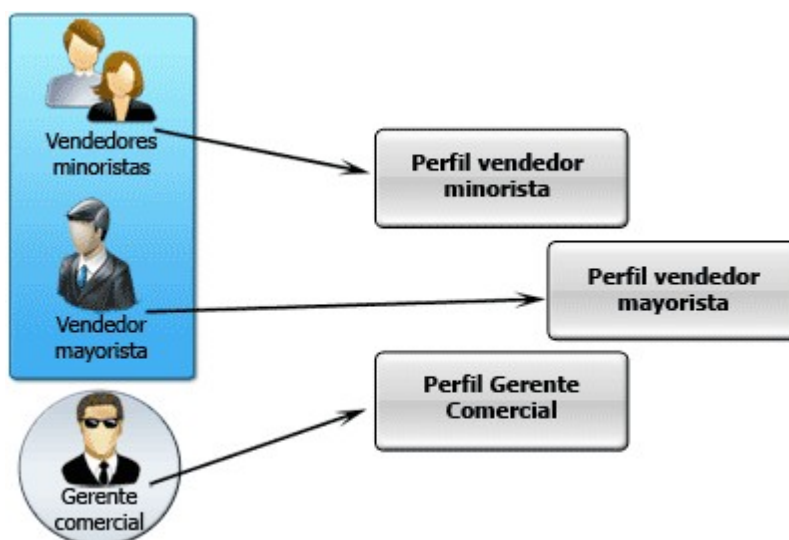 Vendedores
minoristas
Perfil vendedor
minorista
Vendedor
mayorista
Perfil vendedor
mayorista
Gerente
comercial
Perfil Gerente
Comercial